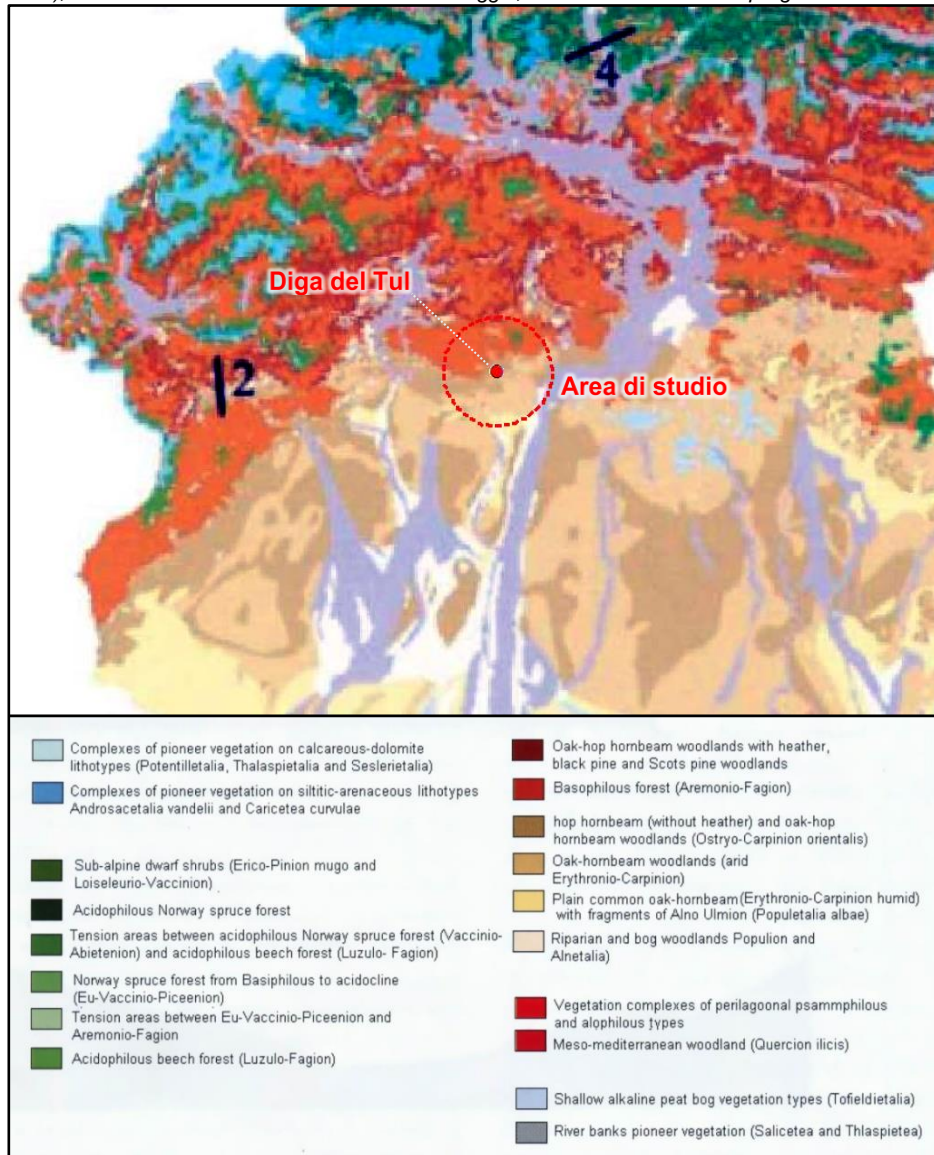 4
Diga del Tul
2
Area di studio
Complexes of pioneer vegetation on calcareous-dolomite
lithotypes (Potentilletalia, Thalaspietalia and Seslerietalia)
Complexes of pioneer vegetation on siltitic-arenaceous lithotypes
Androsacetalia vandelii and Caricetea curvulae
Sub-alpine dwarf shrubs (Erico-Pinion mugo and
Loiseleurio-Vaccinion)
Acidophilous Norway spruce forest
Tension areas between acidophilous Norway spruce forest (Vaccinio-
Abietenion) and acidophilous beech forest (Luzulo- Fagion)
Norway spruce forest from Basiphilous to acidocline
(Eu-Vaccinio-Piceenion)
Tension areas between Eu-Vaccinio-Piceenion and
Aremonio-Fagion
Acidophilous beech forest (Luzulo-Fagion)
Oak-hop hornbeam woodlands with heather,
black pine and Scots pine woodlands
Basophilous forest (Aremonio-Fagion)
hop hornbeam (without heather) and oak-hop
hornbeam woodlands (Ostryo-Carpinion orientalis)
Oak-hornbeam woodlands (arid
Erythronio-Carpinion)
Plain common oak-hornbeam(Erythronio-Carpinion humid)
with fragments of Alno Ulmion (Populetalia albae)
Riparian and bog woodlands Populion and
Alnetalia)
Vegetation complexes of perilagoonal psammphilous
and alophilous types
Meso-mediterranean woodland (Quercion ilicis)
Shallow alkaline peat bog vegetation types (Tofieldietalia)
River banks pioneer vegetation (Salicetea and Thlaspietea)